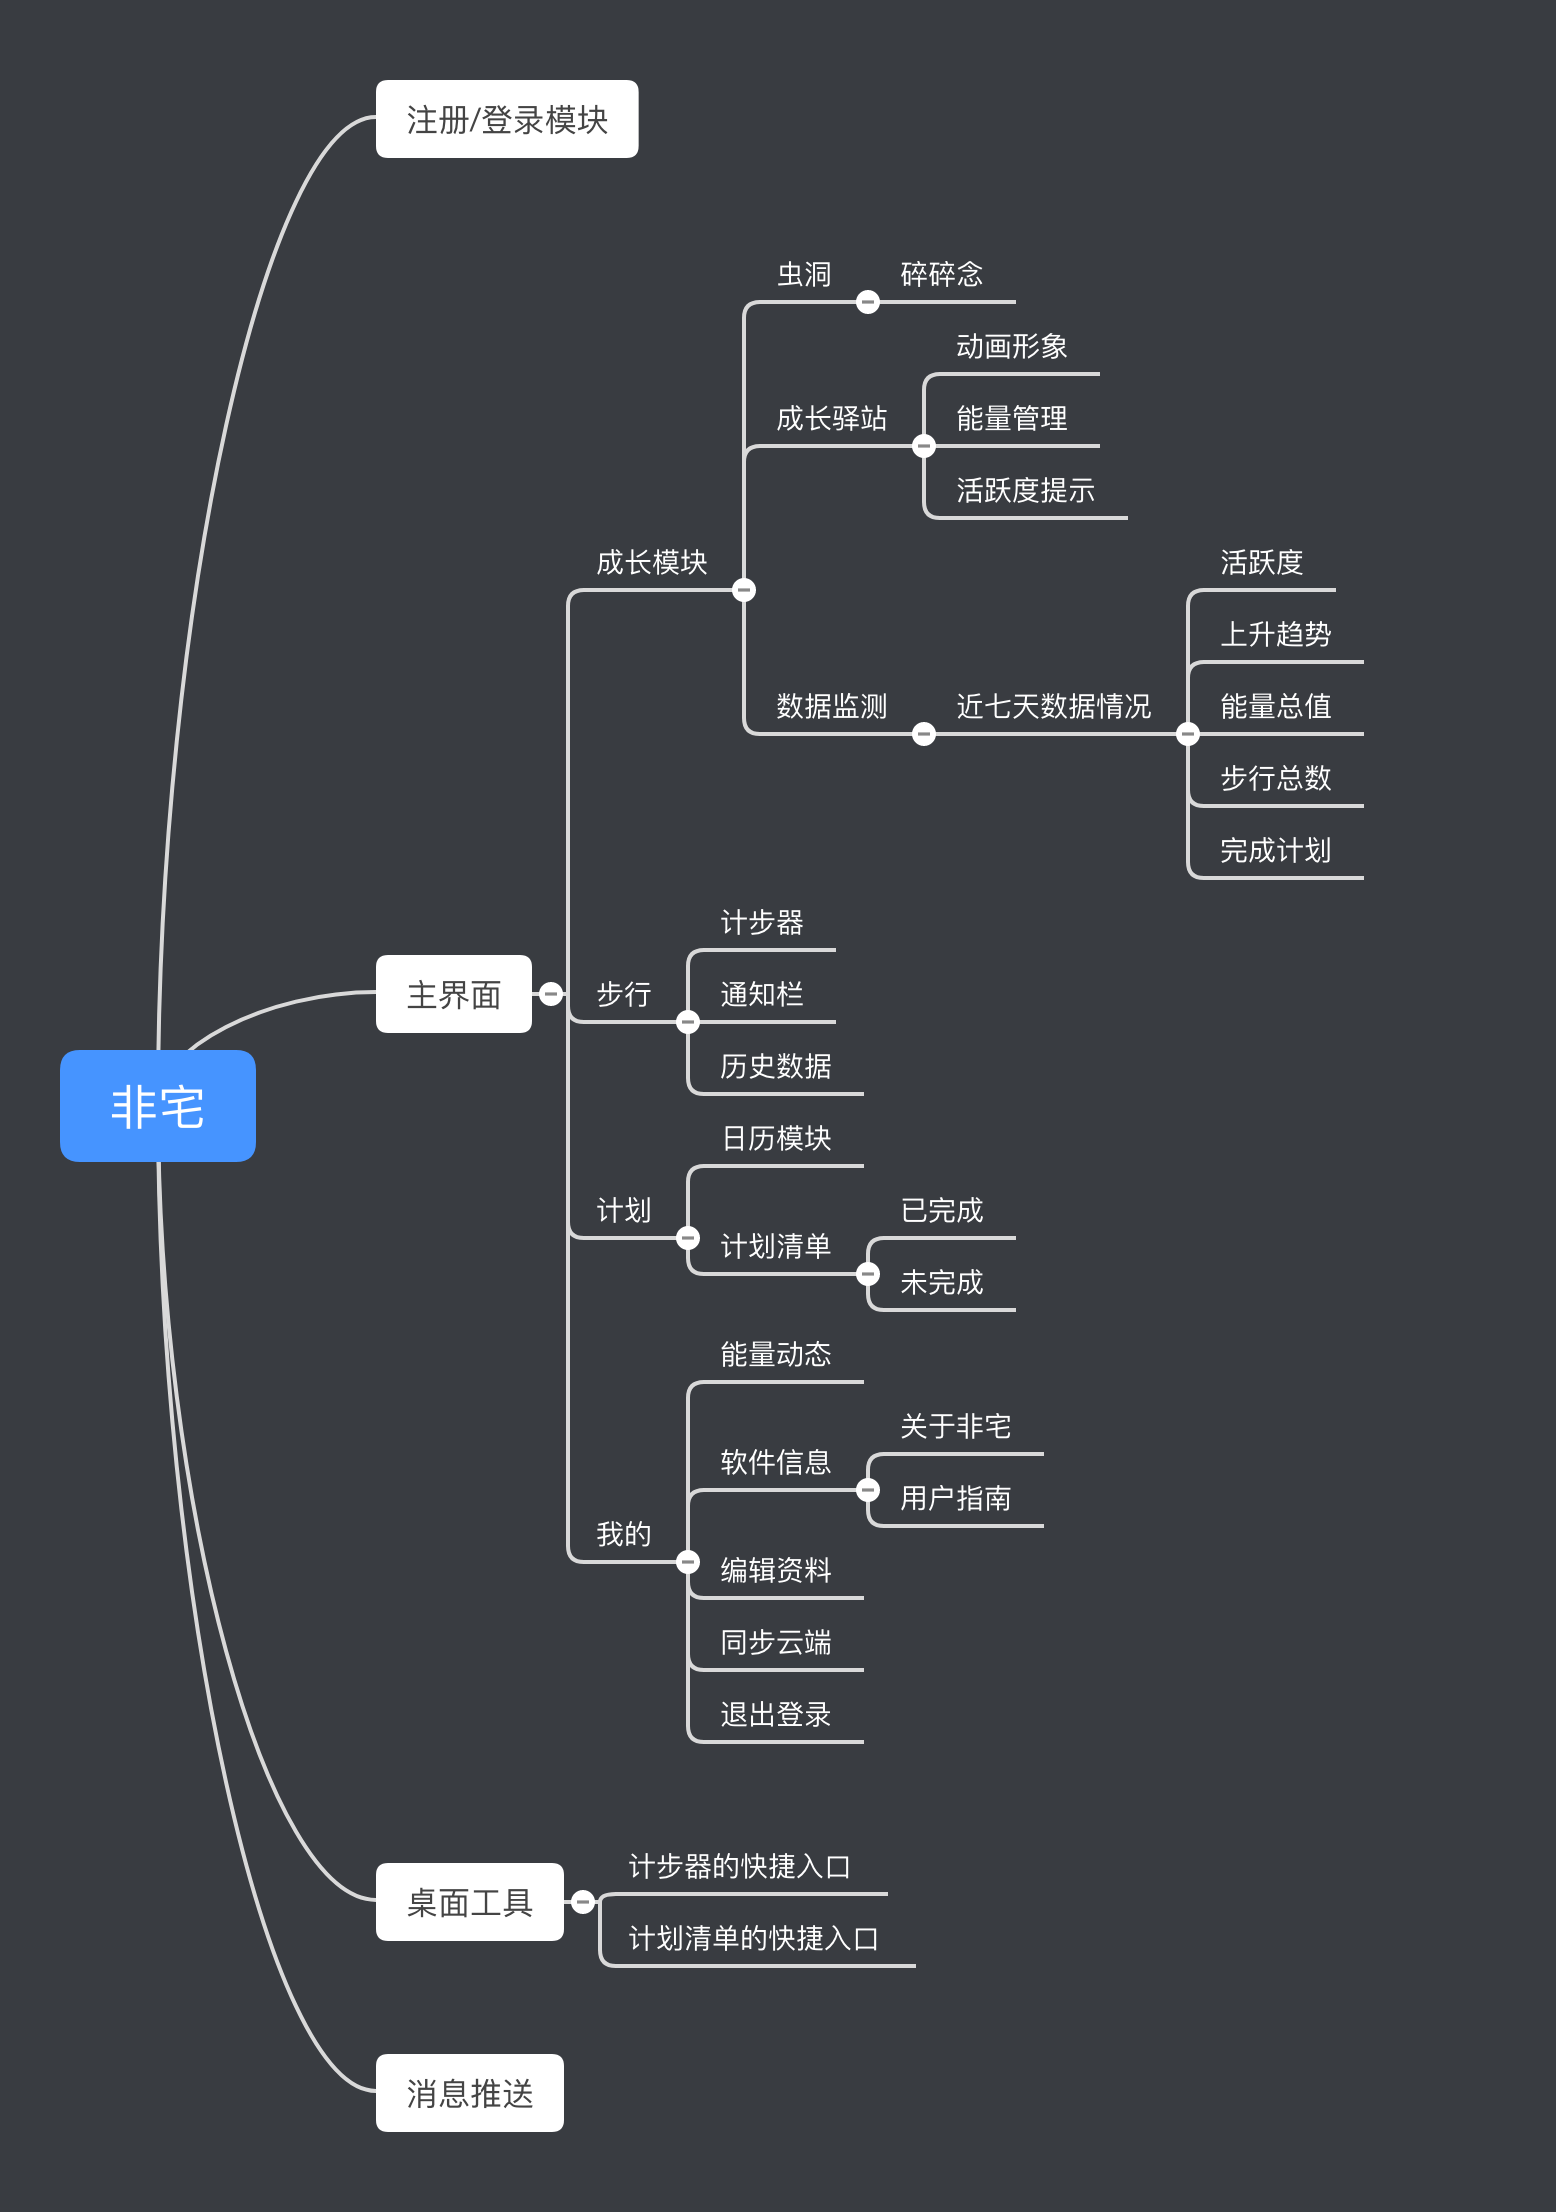 非宅
注册/登录模块
主界面
成长模块
虫洞
碎碎念
成长驿站
动画形象
能量管理
活跃度提示
数据监测
近七天数据情况
活跃度
上升趋势
能量总值
步行总数
完成计划
步行
计步器
通知栏
历史数据
计划
日历模块
计划清单
已完成
未完成
我的
能量动态
软件信息
关于非宅
用户指南
编辑资料
同步云端
退出登录
桌面工具
计步器的快捷入口
计划清单的快捷入口
消息推送